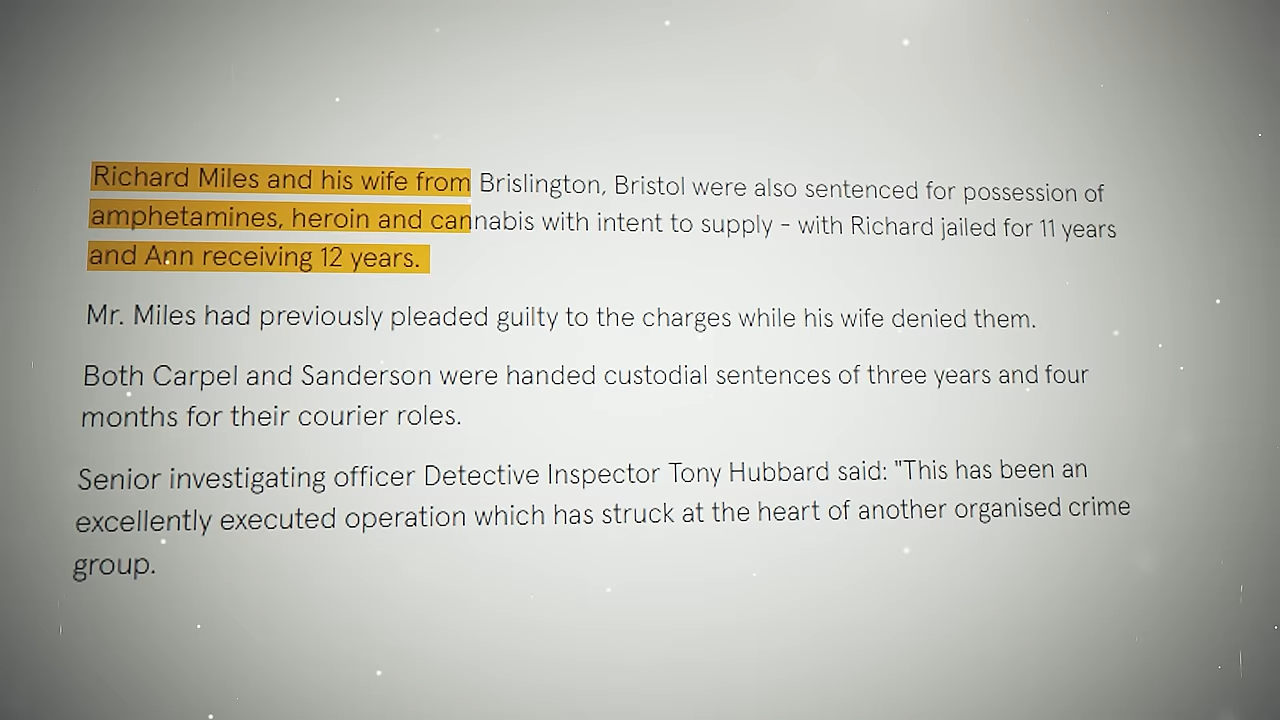 Richard Miles and his wife from Brislington, Bristol were also sentenced for possession of
amphetamines, heroin and cannabis with intent to supply - with Richard jailed for 11 years
and Ann receiving 12 years.
Mr. Miles had previously pleaded guilty to the charges while his wife denied them.
Both Carpel and Sanderson were handed custodial sentences of three years and four
months for their courier roles.
Senior investigating officer Detective Inspector Tony Hubbard said: "This has been an
excellently executed operation which has struck at the heart of another organised crime
group.